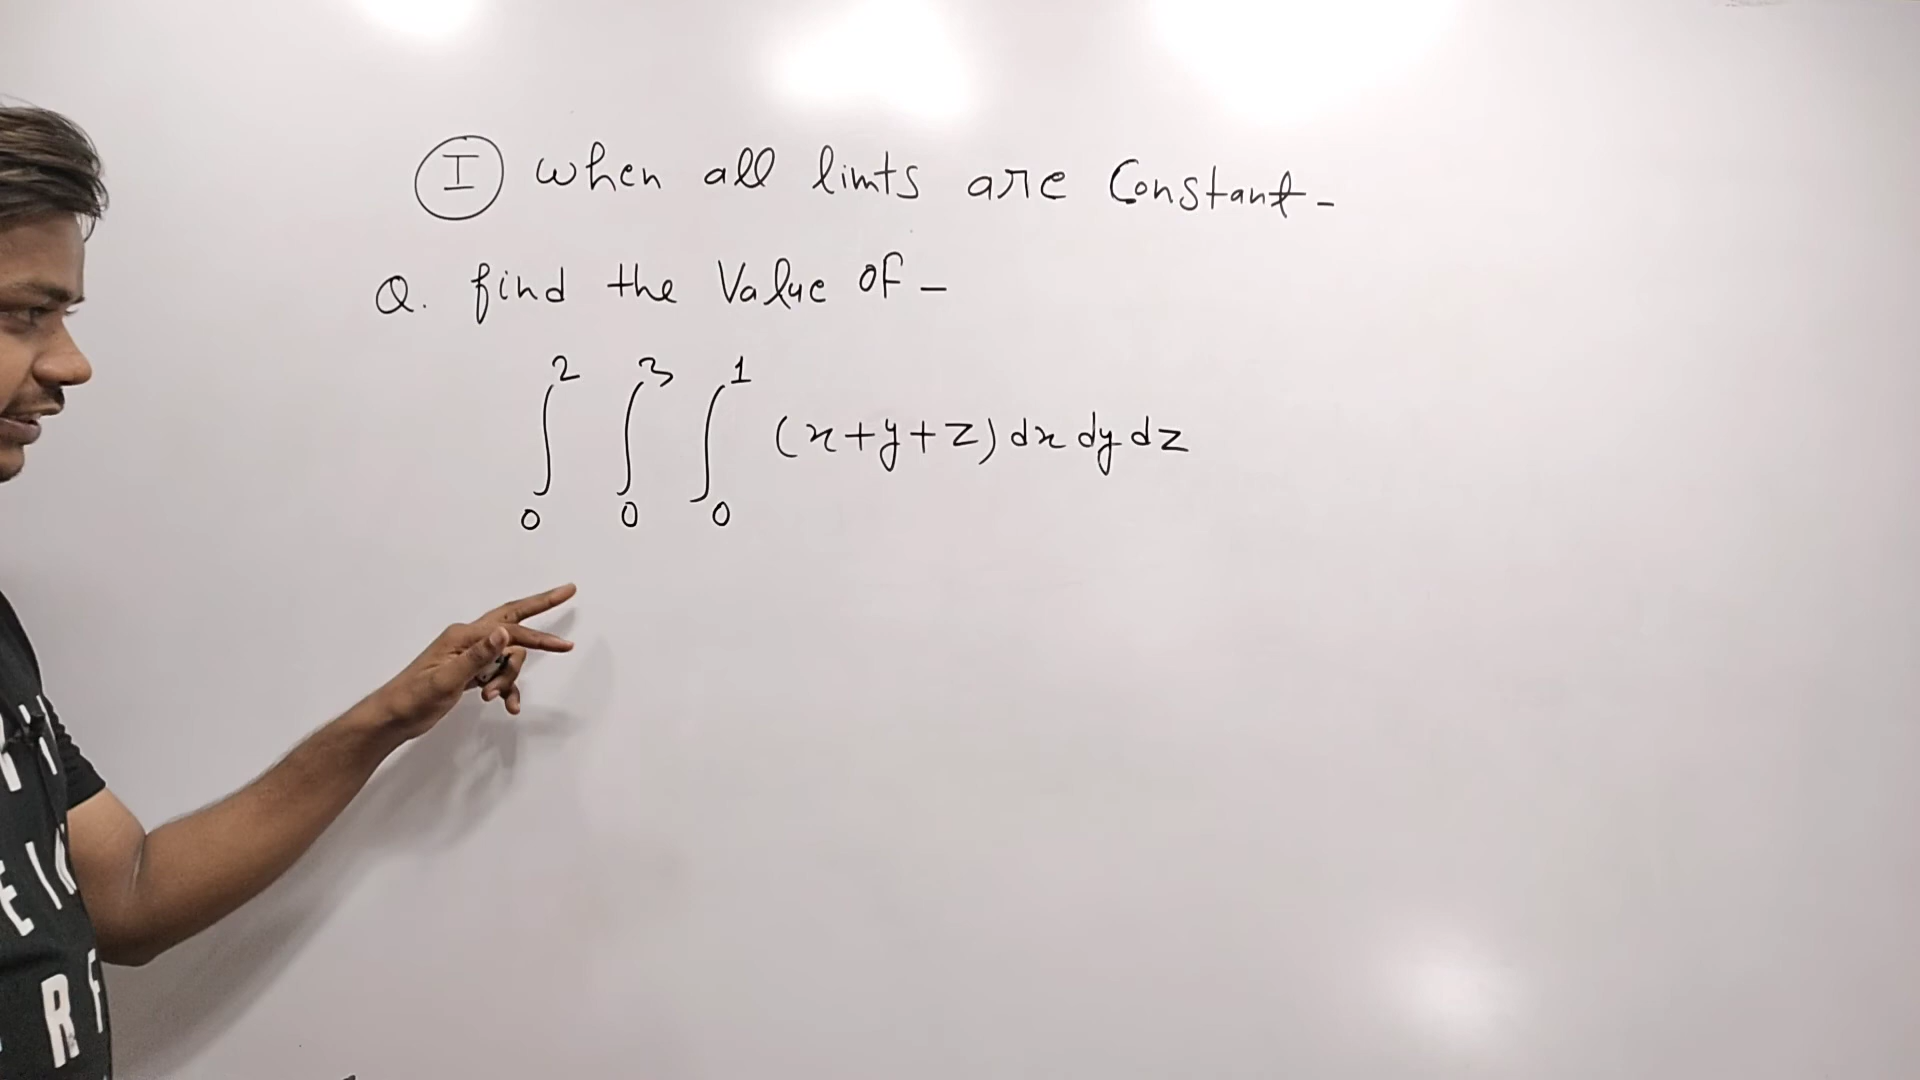 I when all limts are Constant-
Q. find the Value of -
∫₀² ∫₀³ ∫₀¹ (x+y+z) dx dy dz